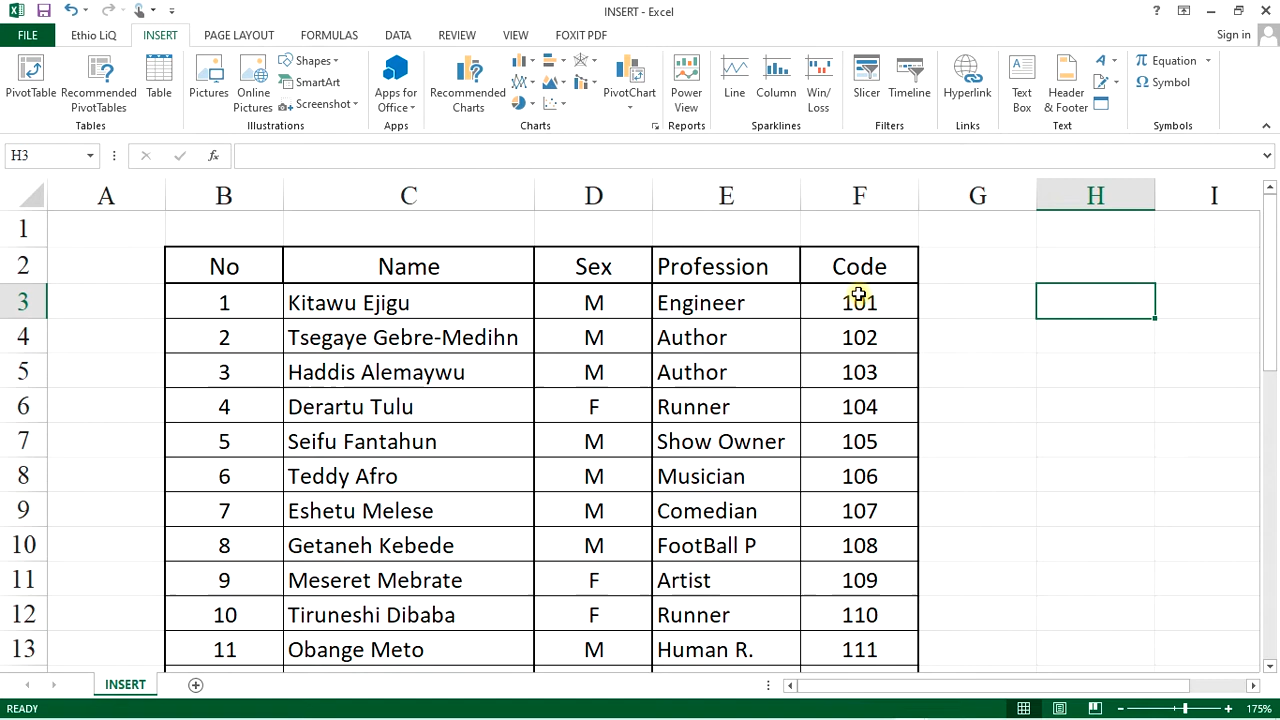 INSERT - Excel
FILE Ethio LiQ INSERT PAGE LAYOUT FORMULAS DATA REVIEW VIEW FOXIT PDF Sign in
PivotTable
Recommended PivotTables
Table
Tables
Pictures
Online Pictures
Shapes
SmartArt
Screenshot
Illustrations
Apps for Office
Apps
Recommended Charts
PivotChart
Charts
Power View
Reports
Line
Column
Win/ Loss
Sparklines
Slicer
Timeline
Filters
Hyperlink
Links
Text Box
Header & Footer
Text
Equation
Symbol
Symbols
H3
fx
A B C D E F G H I
1
2 No Name Sex Profession Code
3 1 Kitawu Ejigu M Engineer 101
4 2 Tsegaye Gebre-Medihn M Author 102
5 3 Haddis Alemaywu M Author 103
6 4 Derartu Tulu F Runner 104
7 5 Seifu Fantahun M Show Owner 105
8 6 Teddy Afro M Musician 106
9 7 Eshetu Melese M Comedian 107
10 8 Getaneh Kebede M FootBall P 108
11 9 Meseret Mebrate F Artist 109
12 10 Tiruneshi Dibaba F Runner 110
13 11 Obange Meto M Human R. 111
INSERT
READY 175%